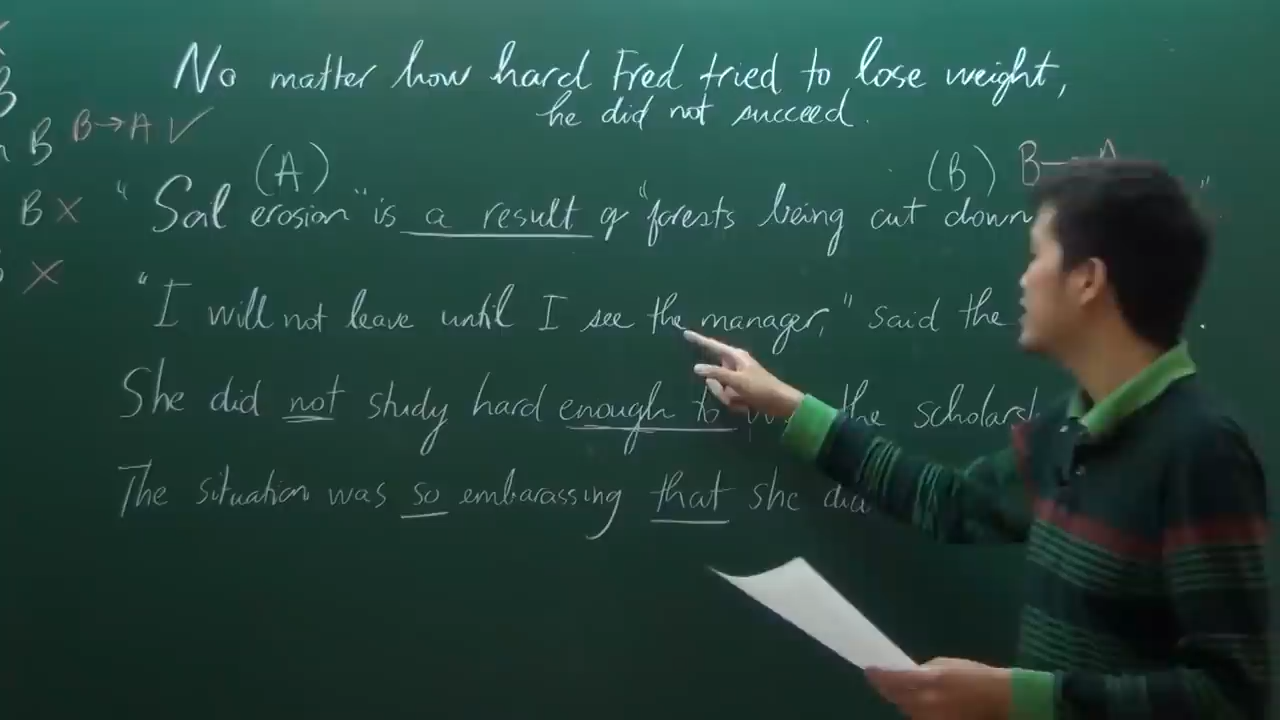 No matter how hard Fred tried to lose weight,
he did not succeed.
B B→A ✓
(A) (B) B→A
B ✗ "Soil erosion" is a result of "forests being cut down"
✗ "I will not leave until I see the manager," said the
She did not study hard enough to the scholarsh
The situation was so embarassing that she did